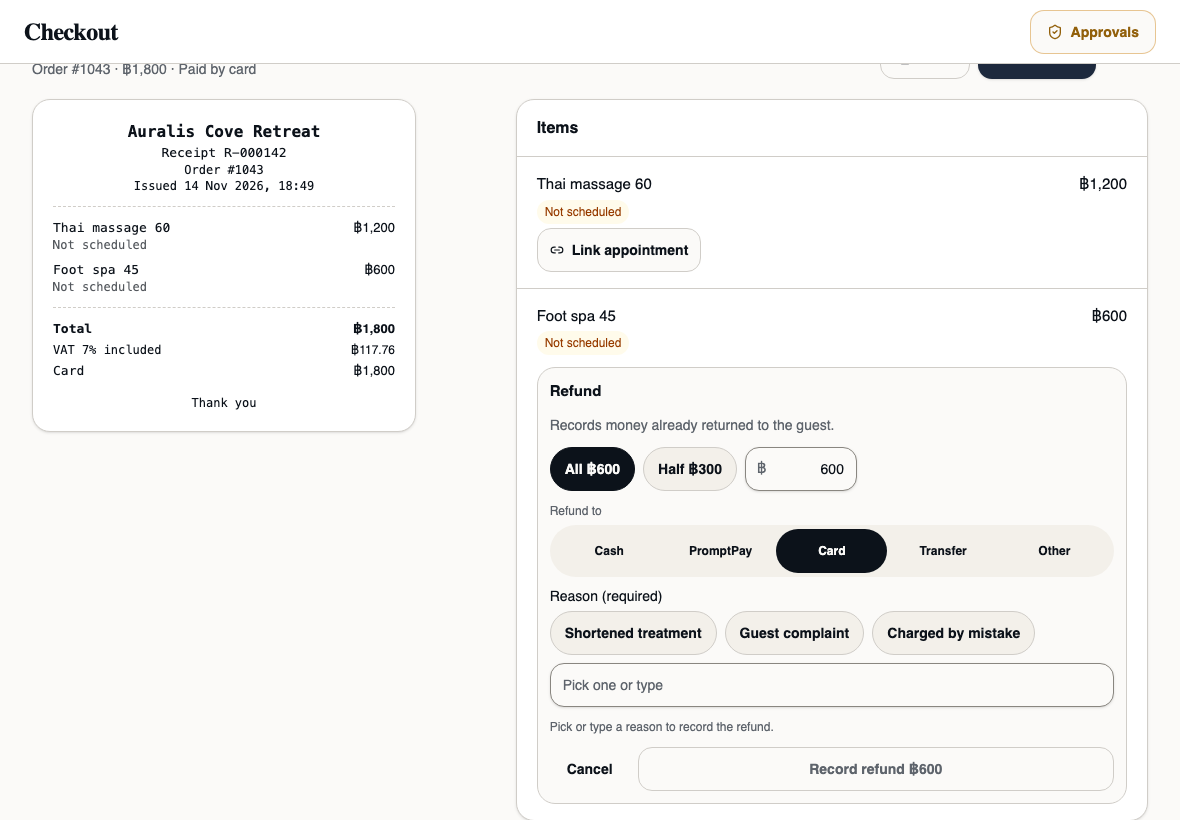 Checkout
Approvals
Order #1043 · ฿1,800 · Paid by card
Auralis Cove Retreat
Receipt R-000142
Order #1043
Issued 14 Nov 2026, 18:49
Thai massage 60 ฿1,200
Not scheduled
Foot spa 45 ฿600
Not scheduled
Total ฿1,800
VAT 7% included ฿117.76
Card ฿1,800
Thank you
Items
Thai massage 60 ฿1,200
Not scheduled
Link appointment
Foot spa 45 ฿600
Not scheduled
Refund
Records money already returned to the guest.
All ฿600 Half ฿300 ฿ 600
Refund to
Cash PromptPay Card Transfer Other
Reason (required)
Shortened treatment Guest complaint Charged by mistake
Pick one or type
Pick or type a reason to record the refund.
Cancel Record refund ฿600